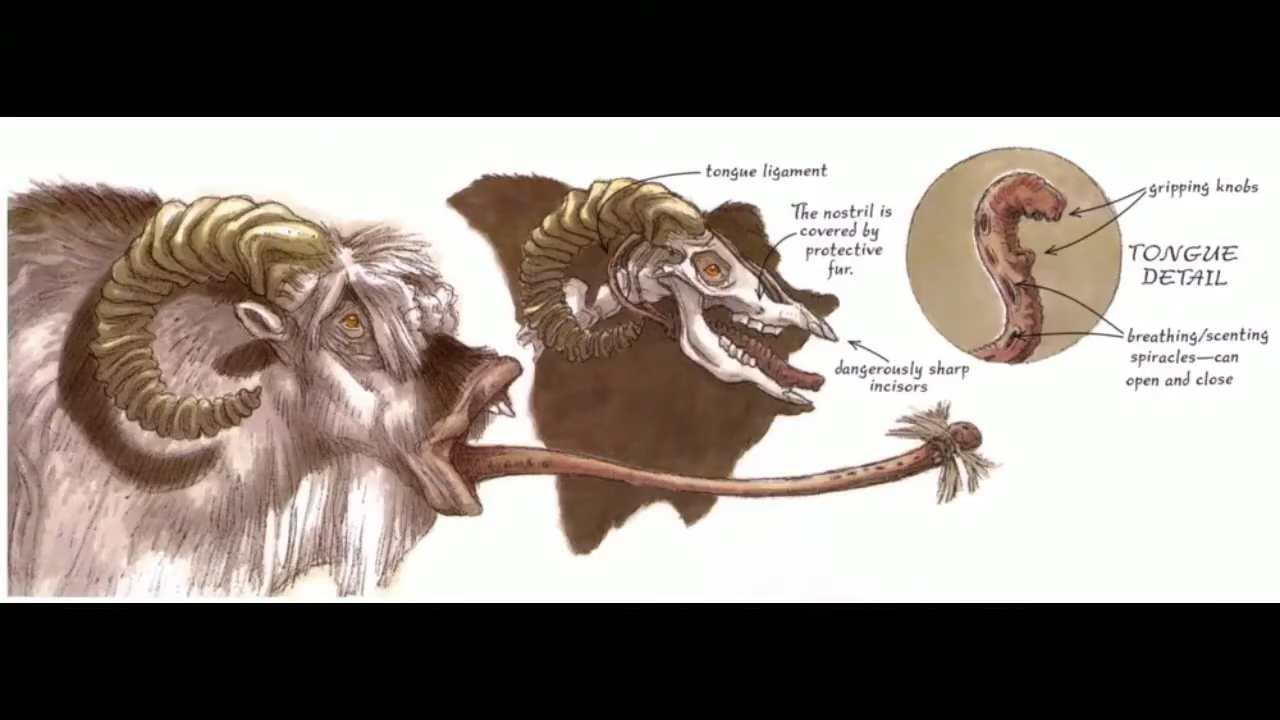 tongue ligament
The nostril is
covered by
protective
fur.
dangerously sharp
incisors
gripping knobs
TONGUE
DETAIL
breathing/scenting
spiracles—can
open and close